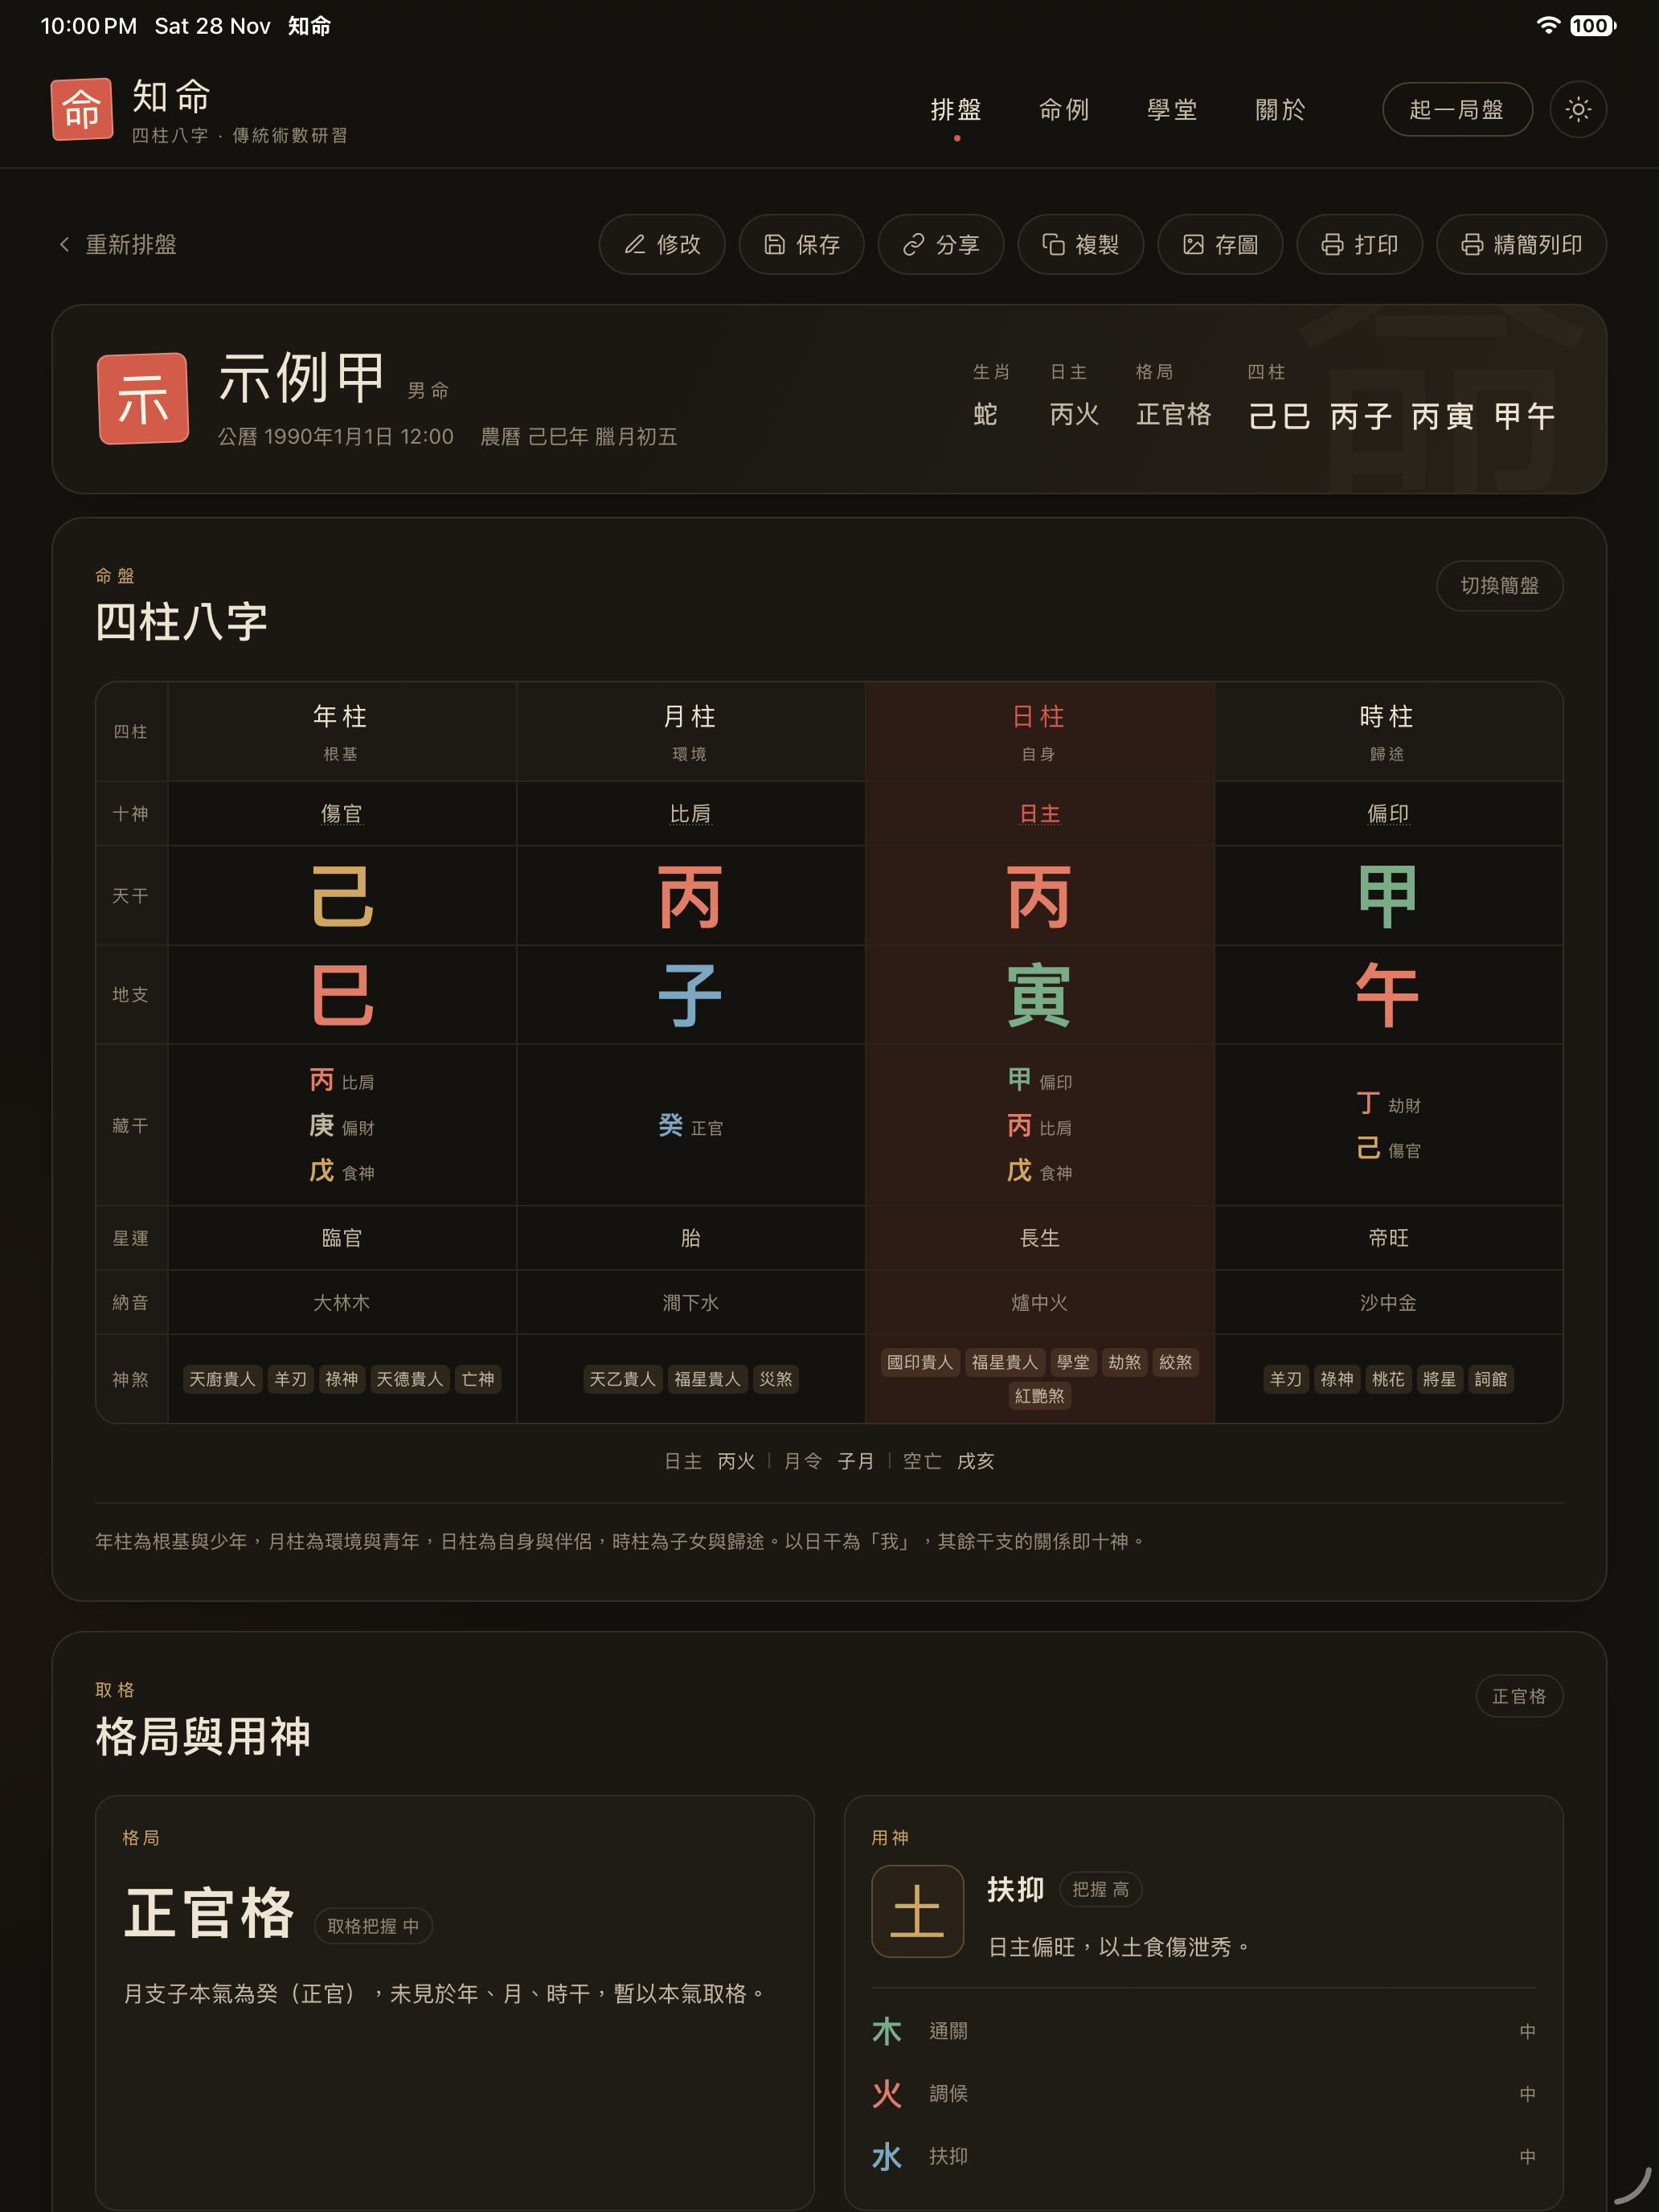 10:00 PM Sat 28 Nov 知命
100
命
知命
四柱八字 · 傳統術數研習
排盤 命例 學堂 關於 起一局盤
重新排盤 修改 保存 分享 複製 存圖 打印 精簡列印
示
示例甲 男命
公曆 1990年1月1日 12:00 農曆 己巳年 臘月初五
生肖 日主 格局 四柱
蛇 丙火 正官格 己巳 丙子 丙寅 甲午
命
命盤
四柱八字
切換簡盤
四柱 年柱 月柱 日柱 時柱
根基 環境 自身 歸途
十神 傷官 比肩 日主 偏印
天干 己 丙 丙 甲
地支 巳 子 寅 午
藏干
丙 比肩
庚 偏財
戊 食神
癸 正官
甲 偏印
丙 比肩
戊 食神
丁 劫財
己 傷官
星運 臨官 胎 長生 帝旺
納音 大林木 澗下水 爐中火 沙中金
神煞
天廚貴人 羊刃 祿神 天德貴人 亡神
天乙貴人 福星貴人 災煞
國印貴人 福星貴人 學堂 劫煞 絞煞
紅艷煞
羊刃 祿神 桃花 將星 詞館
日主 丙火 | 月令 子月 | 空亡 戌亥
年柱為根基與少年，月柱為環境與青年，日柱為自身與伴侶，時柱為子女與歸途。以日干為「我」，其餘干支的關係即十神。
取格
格局與用神
正官格
格局
正官格 取格把握 中
月支子本氣為癸（正官），未見於年、月、時干，暫以本氣取格。
用神
土
扶抑 把握 高
日主偏旺，以土食傷泄秀。
木 通關 中
火 調候 中
水 扶抑 中